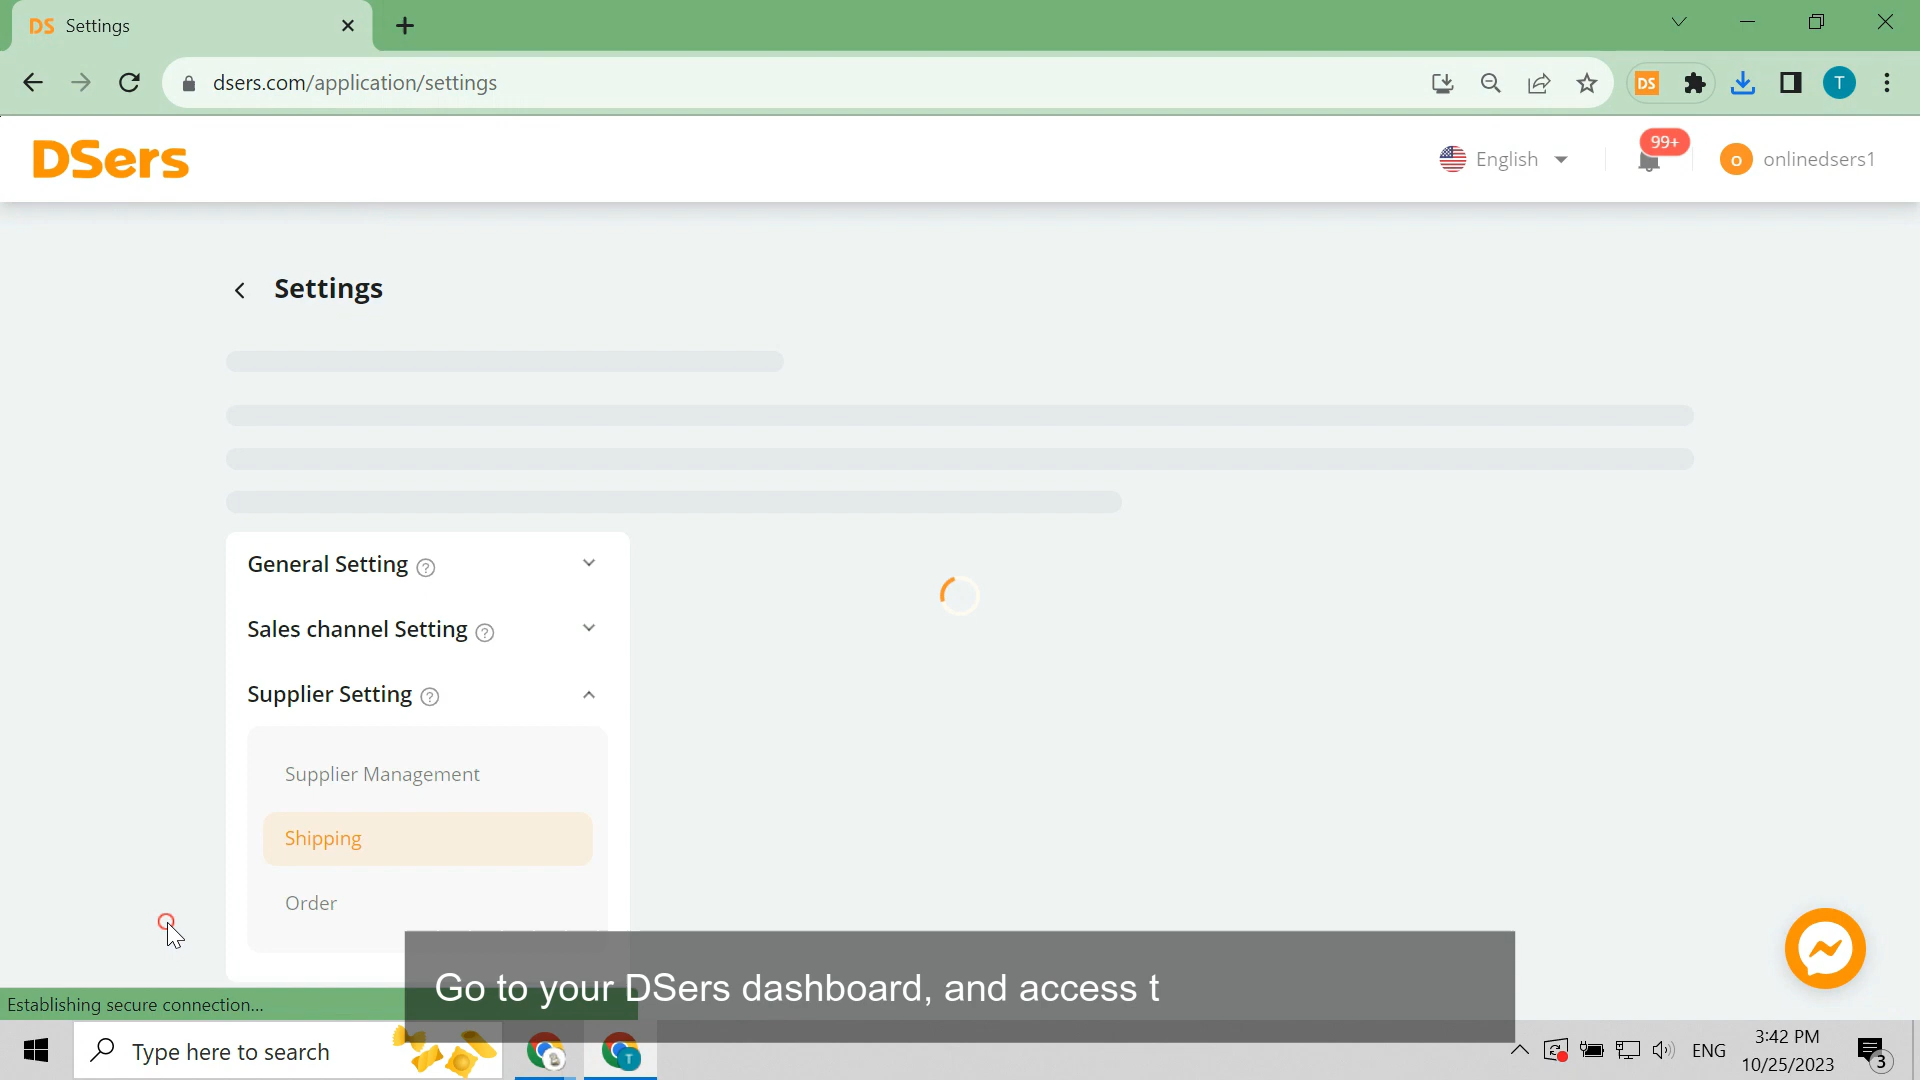 DS Settings
dsers.com/application/settings
DS
T
DSers
English
99+
o onlinedsers1
Settings
General Setting ?
Sales channel Setting ?
Supplier Setting ?
Supplier Management
Shipping
Order
Go to your DSers dashboard, and access t
Establishing secure connection...
Type here to search
T
ENG
3:42 PM
10/25/2023
3